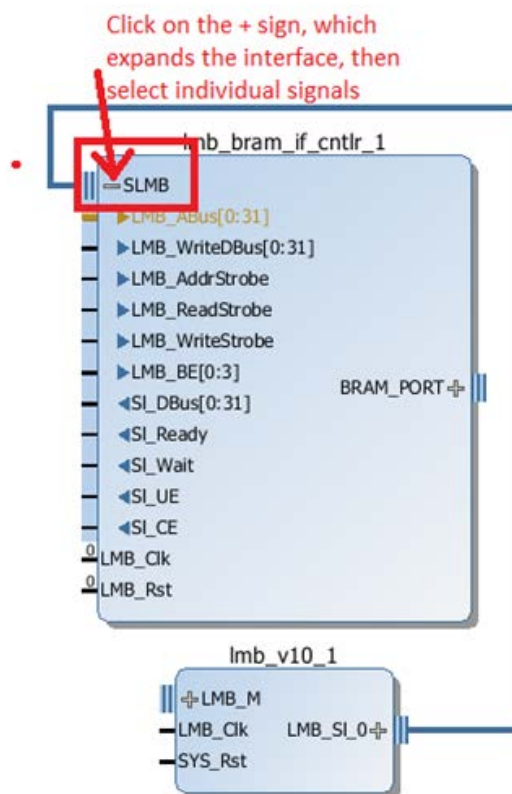 Click on the + sign, which
expands the interface, then
select individual signals
lmb_bram_if_cntlr_1
SLMB
LMB_ABus[0:31]
LMB_WriteDBus[0:31]
LMB_AddrStrobe
LMB_ReadStrobe
LMB_WriteStrobe
LMB_BE[0:3]
BRAM_PORT
Sl_DBus[0:31]
Sl_Ready
Sl_Wait
Sl_UE
Sl_CE
0 LMB_Clk
0 LMB_Rst
lmb_v10_1
LMB_M
LMB_Clk LMB_Sl_0
SYS_Rst